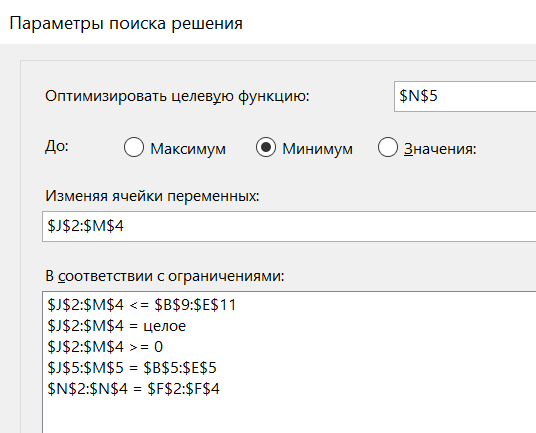 Параметры поиска решения
Оптимизировать целевую функцию:
$N$5
До:
Максимум
Минимум
Значения:
Изменяя ячейки переменных:
$J$2:$M$4
В соответствии с ограничениями:
$J$2:$M$4 <= $B$9:$E$11
$J$2:$M$4 = целое
$J$2:$M$4 >= 0
$J$5:$M$5 = $B$5:$E$5
$N$2:$N$4 = $F$2:$F$4